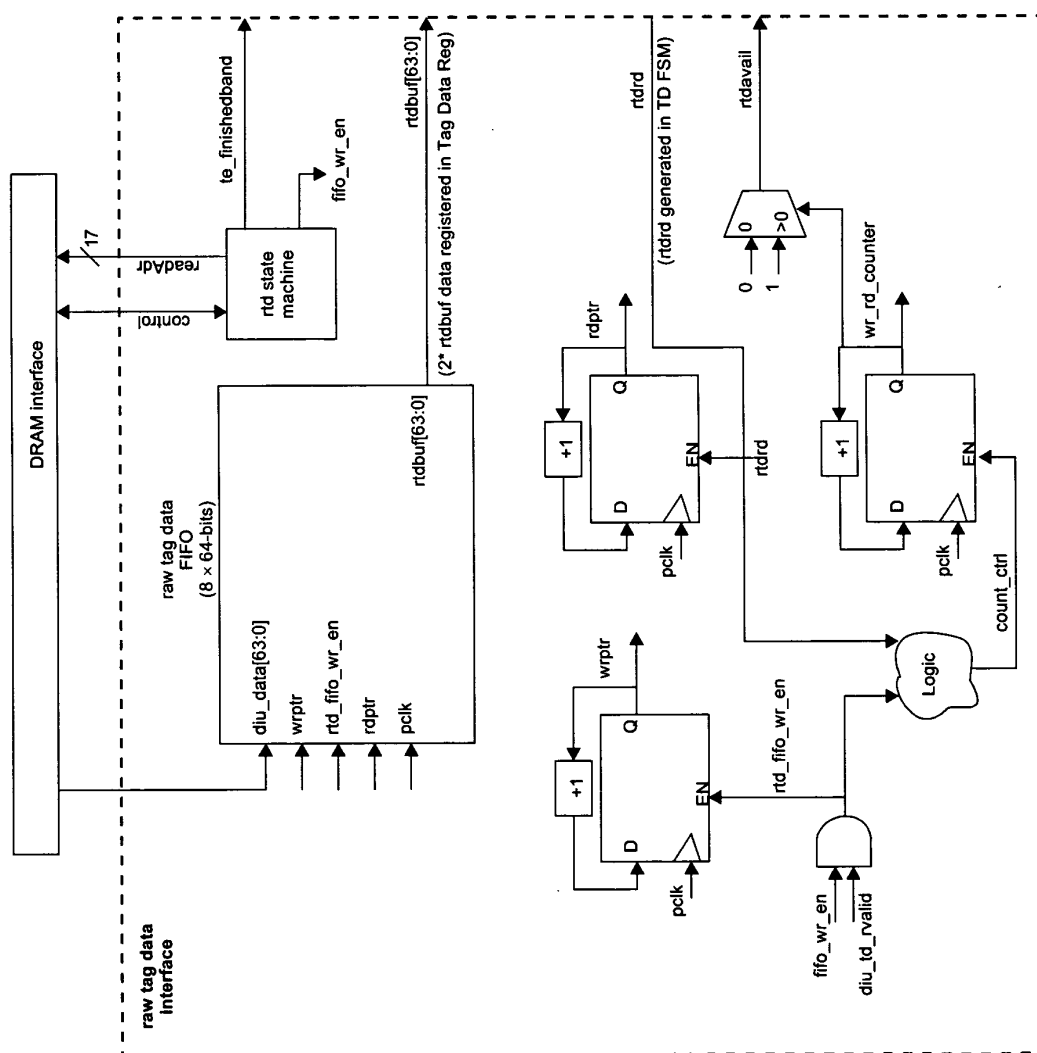 DRAM interface
raw tag data
Interface
raw tag data
FIFO
(8 × 64-bits)
diu_data[63:0]
wrptr
rtd_fifo_wr_en
rdptr
pclk
rtdbuf[63:0]
control
readAdr
17
rtd state
machine
te_finishedband
fifo_wr_en
rtdbuf[63:0]
(2* rtdbuf data registered in Tag Data Reg)
+1
D
Q
EN
pclk
wrptr
fifo_wr_en
diu_td_rvalid
rtd_fifo_wr_en
Logic
count_ctrl
+1
D
Q
EN
pclk
rdptr
rtdrd
rtdrd
(rtdrd generated in TD FSM)
+1
D
Q
EN
pclk
wr_rd_counter
0
1
0
>0
rtdavail